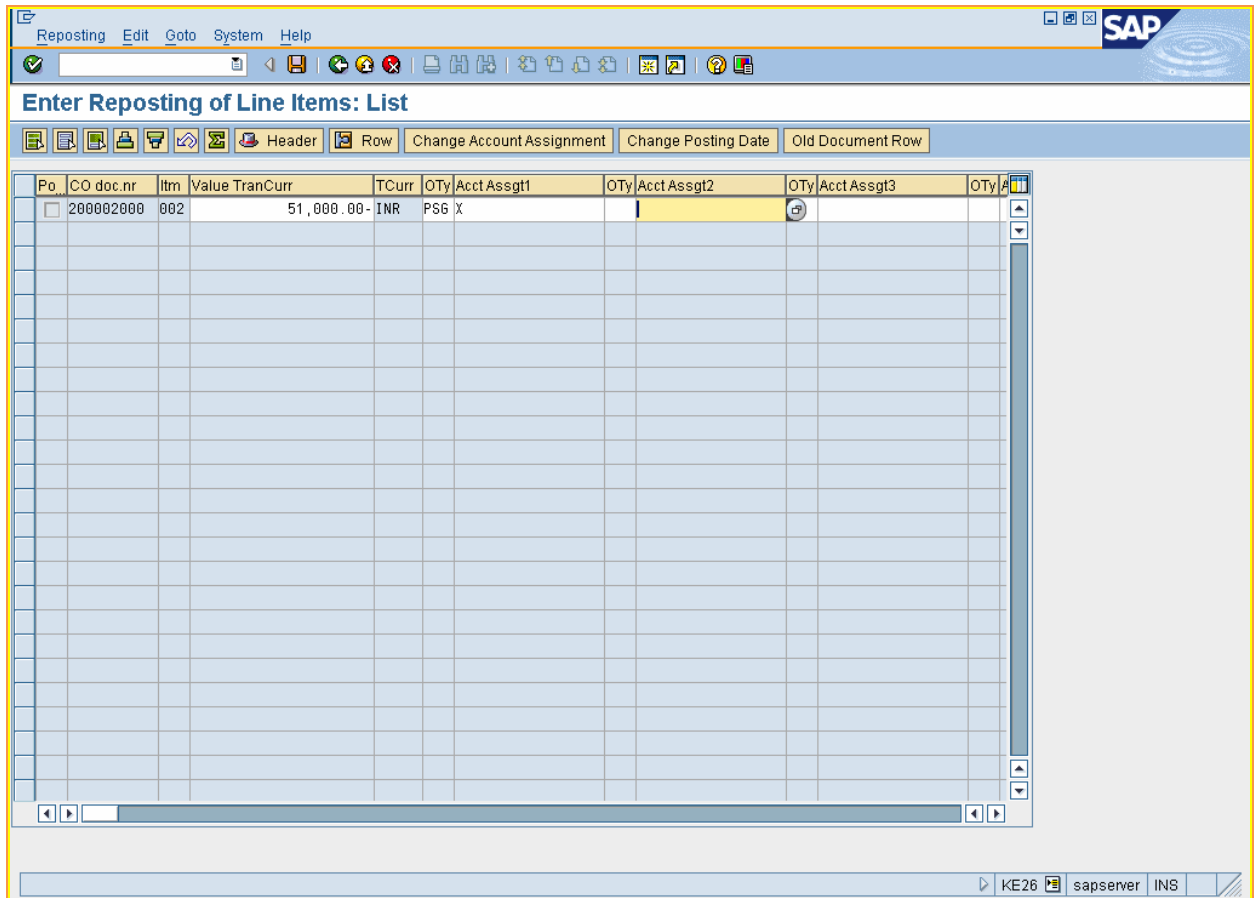 Reposting Edit Goto System Help
SAP
Enter Reposting of Line Items: List
Header Row Change Account Assignment Change Posting Date Old Document Row
Po... CO doc.nr Itm Value TranCurr TCurr OTy Acct Assgt1 OTy Acct Assgt2 OTy Acct Assgt3 OTy A
200002000 002 51,000.00- INR PSG X
KE26 sapserver INS